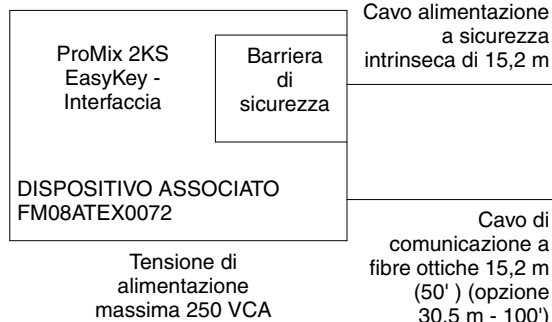 Cavo alimentazione
a sicurezza
intrinseca di 15,2 m
ProMix 2KS
EasyKey -
Interfaccia
Barriera
di
sicurezza
DISPOSITIVO ASSOCIATO
FM08ATEX0072
Tensione di
alimentazione
massima 250 VCA
Cavo di
comunicazione a
fibre ottiche 15,2 m
(50' ) (opzione
30,5 m - 100')